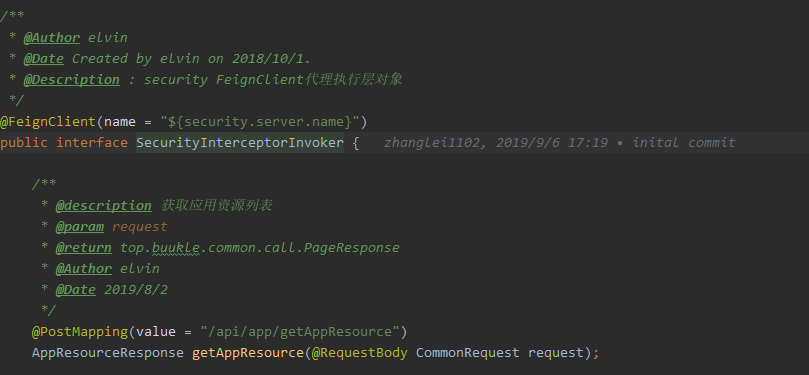 /**
 * @Author elvin
 * @Date Created by elvin on 2018/10/1.
 * @Description : security FeignClient代理执行层对象
 */
@FeignClient(name = "${security.server.name}")
public interface SecurityInterceptorInvoker {   zhanglei1102, 2019/9/6 17:19 • inital commit
    /**
     * @description 获取应用资源列表
     * @param request
     * @return top.buukle.common.call.PageResponse
     * @Author elvin
     * @Date 2019/8/2
     */
    @PostMapping(value = "/api/app/getAppResource")
    AppResourceResponse getAppResource(@RequestBody CommonRequest request);